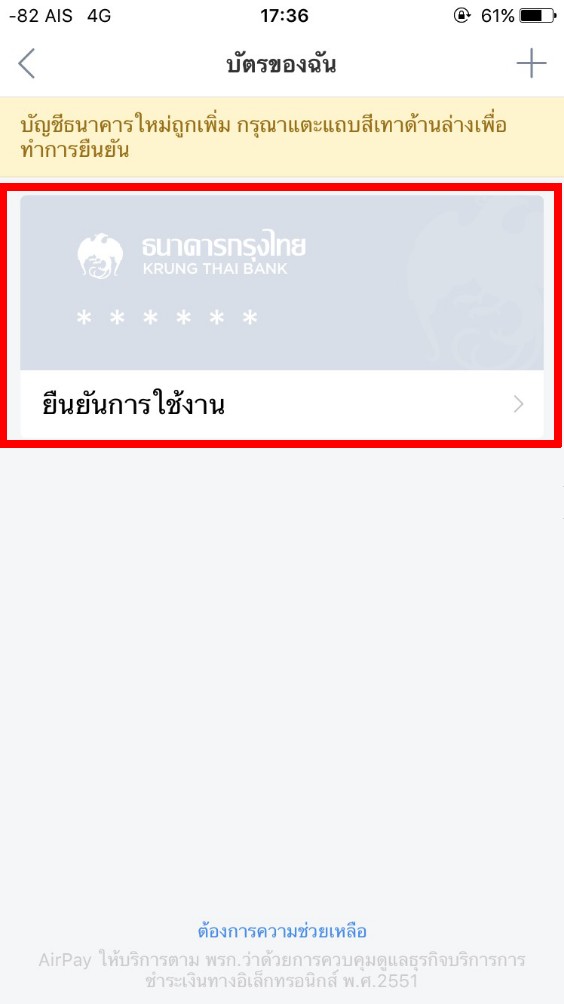 -82 AIS 4G 17:36 61%
บัตรของฉัน
บัญชีธนาคารใหม่ถูกเพิ่ม กรุณาแตะแถบสีเทาด้านล่างเพื่อ
ทำการยืนยัน
ธนาคารกรุงไทย
KRUNG THAI BANK
* * * * * *
ยืนยันการใช้งาน
ต้องการความช่วยเหลือ
AirPay ให้บริการตาม พรก.ว่าด้วยการควบคุมดูแลธุรกิจบริการการ
ชำระเงินทางอิเล็กทรอนิกส์ พ.ศ.2551